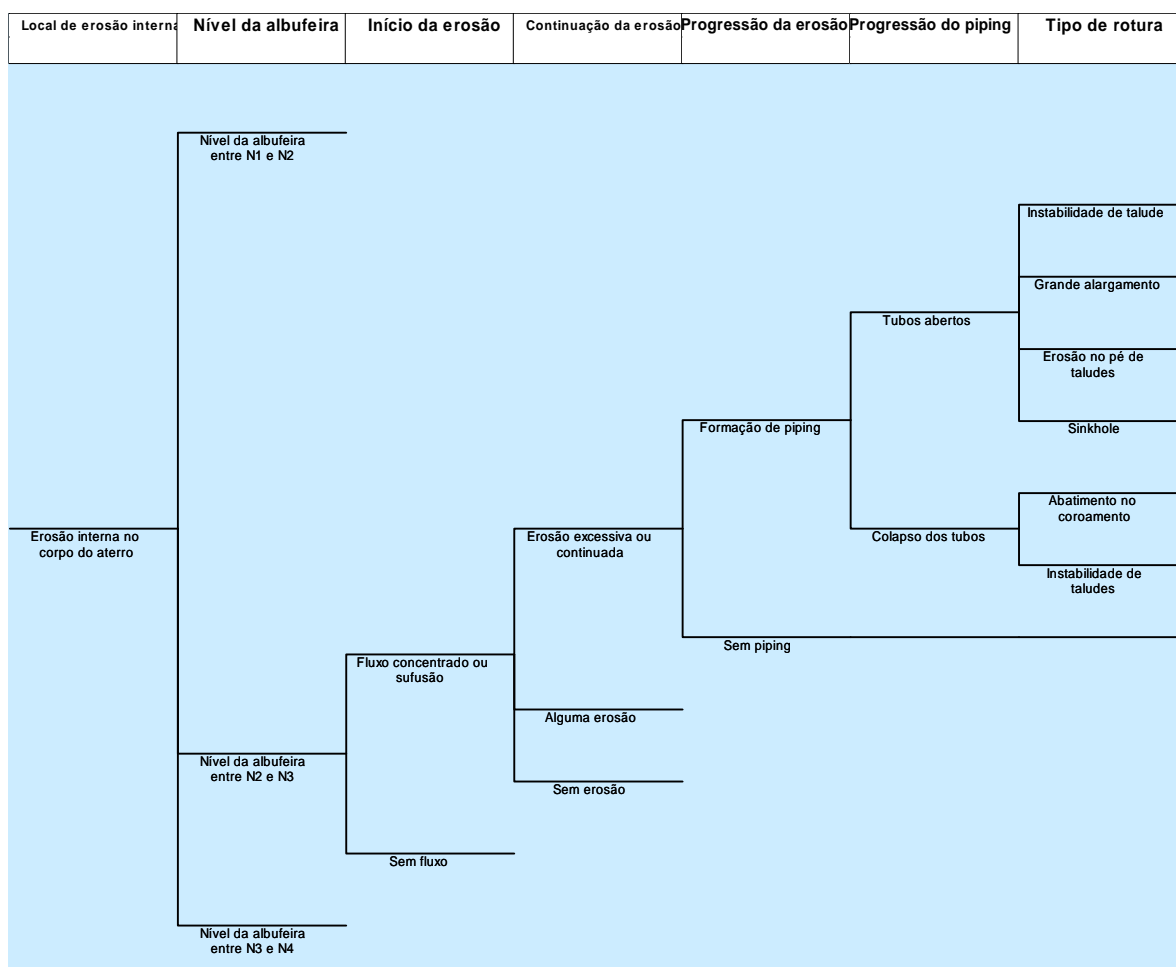 Local de erosão interna
Nível da albufeira
Início da erosão
Continuação da erosão
Progressão da erosão
Progressão do piping
Tipo de rotura
Nível da albufeira
entre N1 e N2
Instabilidade de talude
Grande alargamento
Tubos abertos
Erosão no pé de
taludes
Formação de piping
Sinkhole
Abatimento no
coroamento
Erosão interna no
corpo do aterro
Erosão excessiva ou
continuada
Colapso dos tubos
Instabilidade de
taludes
Sem piping
Fluxo concentrado ou
sufusão
Alguma erosão
Nível da albufeira
entre N2 e N3
Sem erosão
Sem fluxo
Nível da albufeira
entre N3 e N4